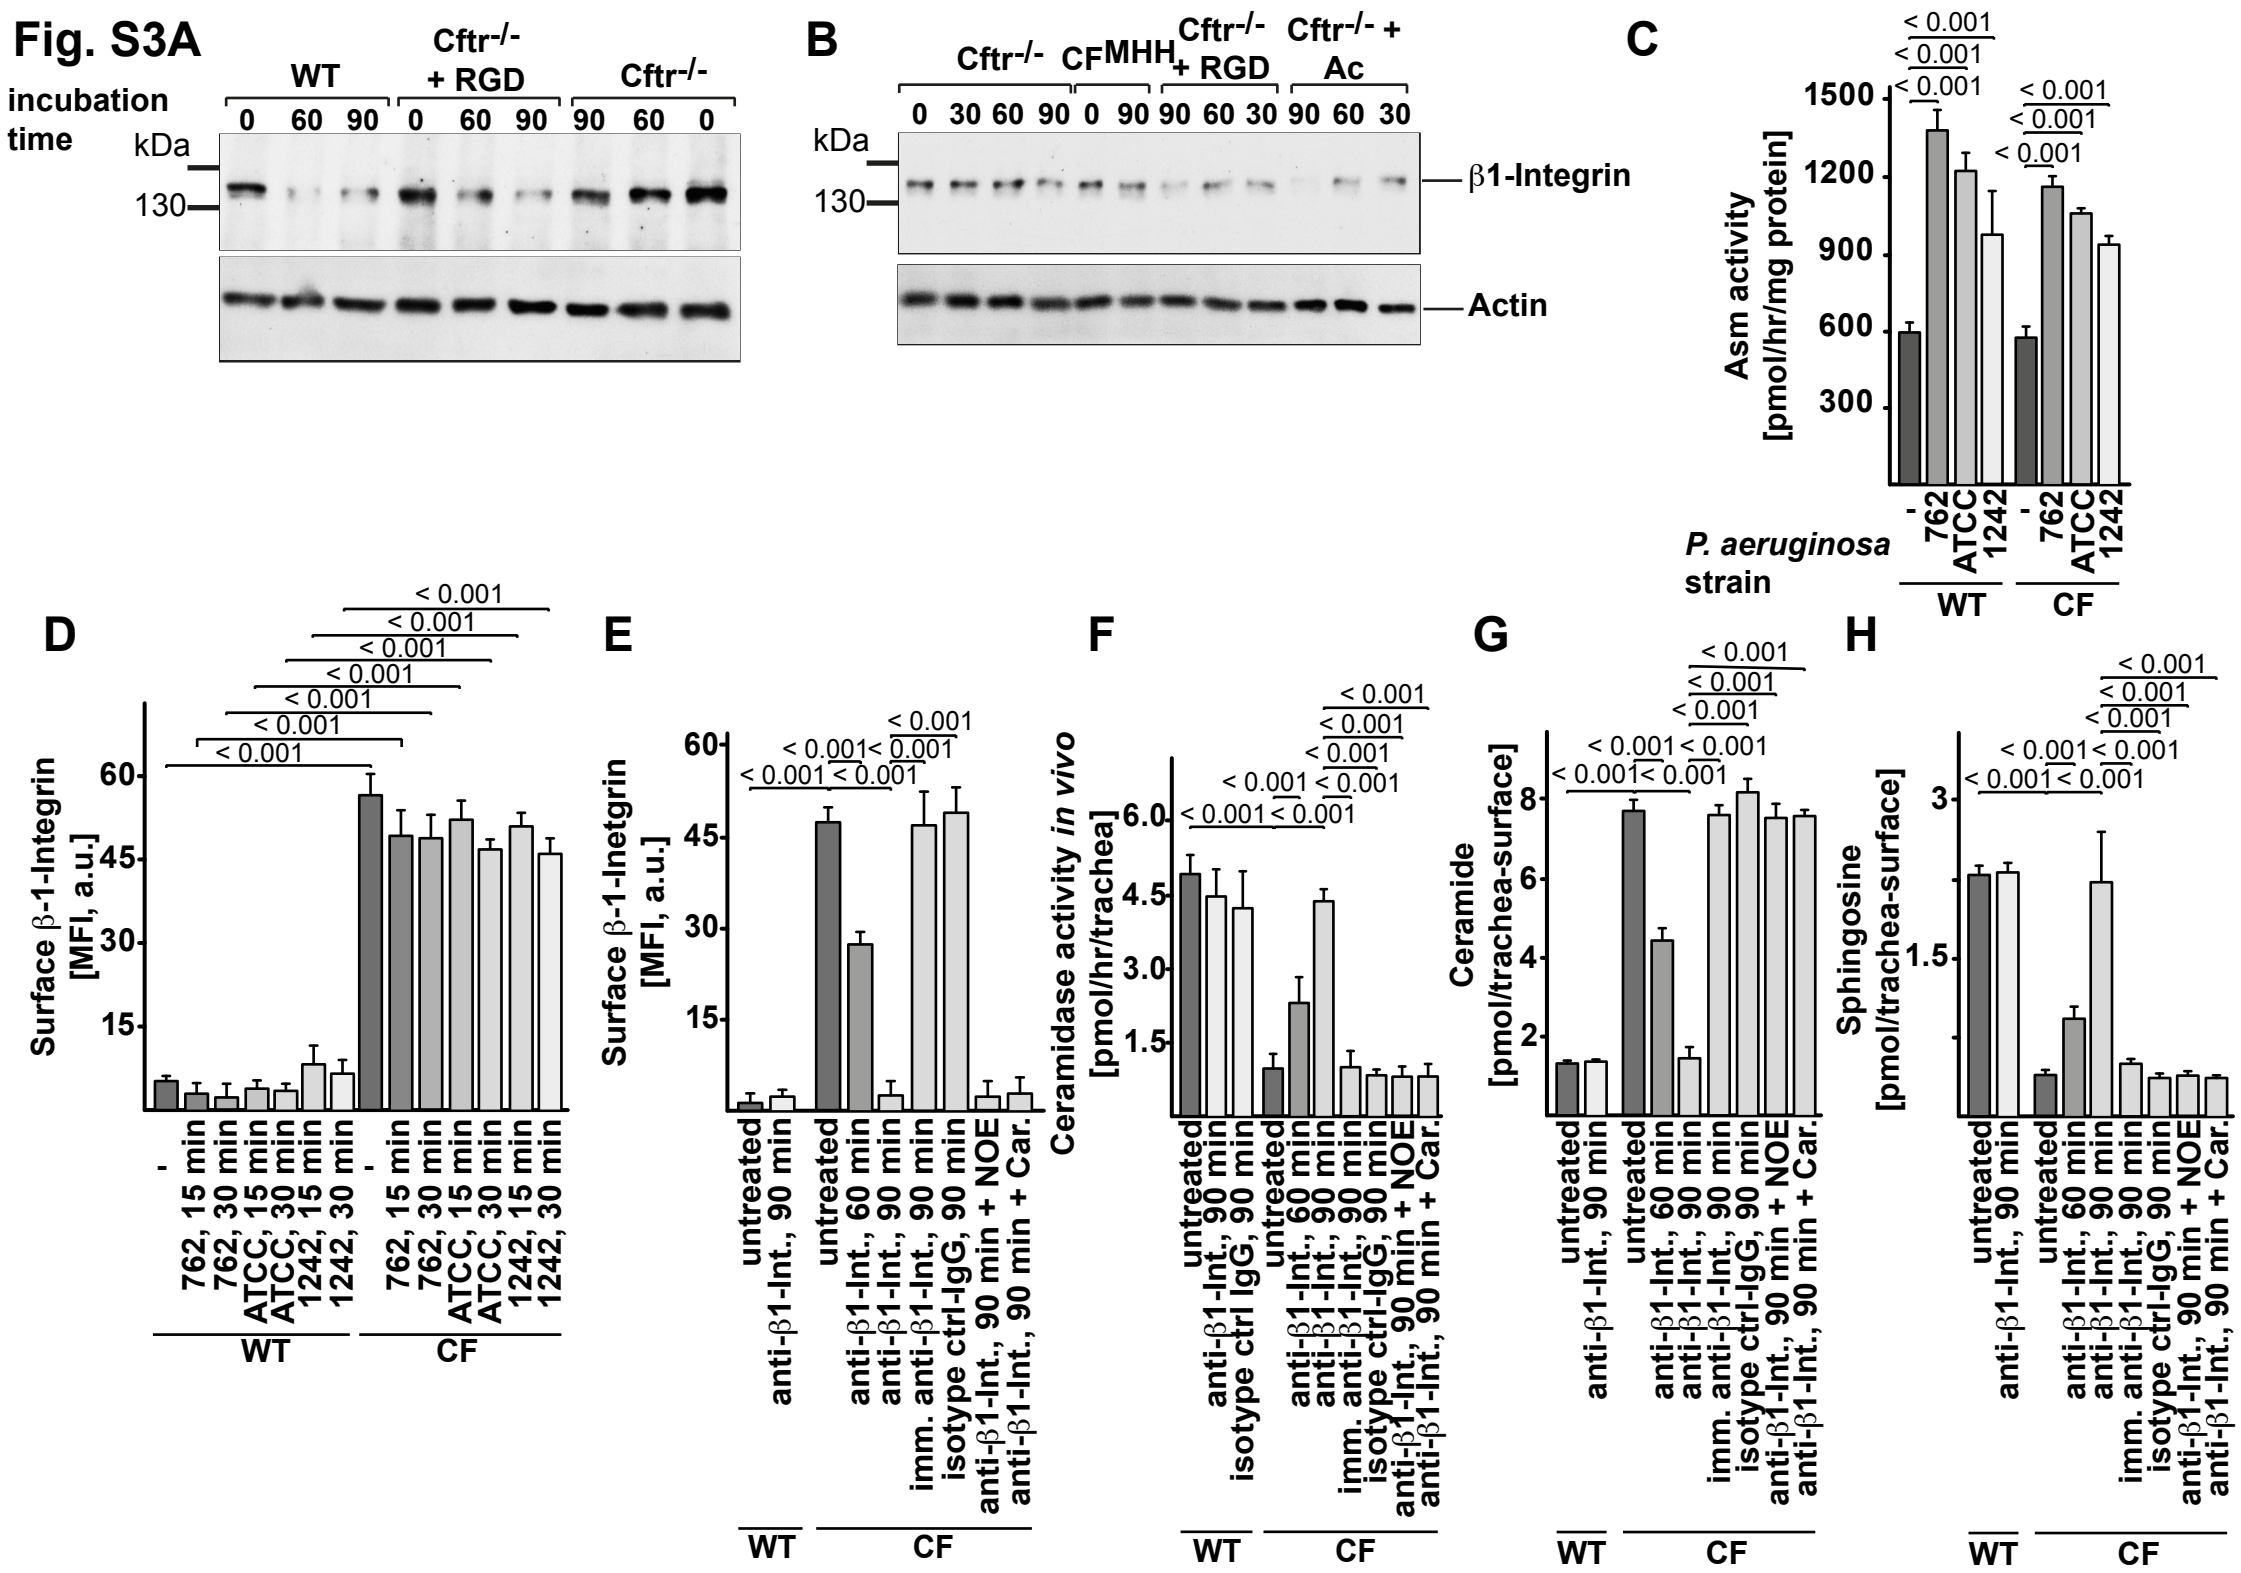 Fig. S3A
incubation
time
WT
Cftr-/-
+ RGD
Cftr-/-
0 60 90 0 60 90 90 60 0
kDa
130
B
Cftr-/-
CFMHH
Cftr-/-
+ RGD
Cftr-/- +
Ac
0 30 60 90 0 90 90 60 30 90 60 30
kDa
130
β1-Integrin
Actin
C
< 0.001
< 0.001
< 0.001
< 0.001
< 0.001
< 0.001
Asm activity
[pmol/hr/mg protein]
1500
1200
900
600
300
P. aeruginosa
strain
-
762
ATCC
1242
-
762
ATCC
1242
WT
CF
D
< 0.001
< 0.001
< 0.001
< 0.001
< 0.001
< 0.001
< 0.001
Surface β-1-Integrin
[MFI, a.u.]
60
45
30
15
-
762, 15 min
762, 30 min
ATCC, 15 min
ATCC, 30 min
1242, 15 min
1242, 30 min
-
762, 15 min
762, 30 min
ATCC, 15 min
ATCC, 30 min
1242, 15 min
1242, 30 min
WT
CF
E
< 0.001
< 0.001
< 0.001
< 0.001
< 0.001
Surface β-1-Inetgrin
[MFI, a.u.]
60
45
30
15
untreated
anti-β1-Int., 90 min
untreated
anti-β1-Int., 60 min
anti-β1-Int., 90 min
imm. anti-β1-Int., 90 min
isotype ctrl-IgG, 90 min
anti-β1-Int., 90 min + NOE
anti-β1-Int., 90 min + Car.
WT
CF
F
< 0.001
< 0.001
< 0.001
< 0.001
< 0.001
< 0.001
< 0.001
Ceramidase activity in vivo
[pmol/hr/trachea]
6.0
4.5
3.0
1.5
untreated
anti-β1-Int., 90 min
isotype ctrl IgG, 90 min
untreated
anti-β1-Int., 60 min
anti-β1-Int., 90 min
imm. anti-β1-Int., 90 min
isotype ctrl-IgG, 90 min
anti-β1-Int., 90 min + NOE
anti-β1-Int., 90 min + Car.
WT
CF
G
< 0.001
< 0.001
< 0.001
< 0.001
< 0.001
< 0.001
< 0.001
Ceramide
[pmol/trachea-surface]
8
6
4
2
untreated
anti-β1-Int., 90 min
untreated
anti-β1-Int., 60 min
anti-β1-Int., 90 min
imm. anti-β1-Int., 90 min
isotype ctrl-IgG, 90 min
anti-β1-Int., 90 min + NOE
anti-β1-Int., 90 min + Car.
WT
CF
H
< 0.001
< 0.001
< 0.001
< 0.001
< 0.001
< 0.001
< 0.001
Sphingosine
[pmol/trachea-surface]
3
1.5
untreated
anti-β1-Int., 90 min
untreated
anti-β1-Int., 60 min
anti-β1-Int., 90 min
imm. anti-β1-Int., 90 min
isotype ctrl-IgG, 90 min
anti-β1-Int., 90 min + NOE
anti-β1-Int., 90 min + Car.
WT
CF